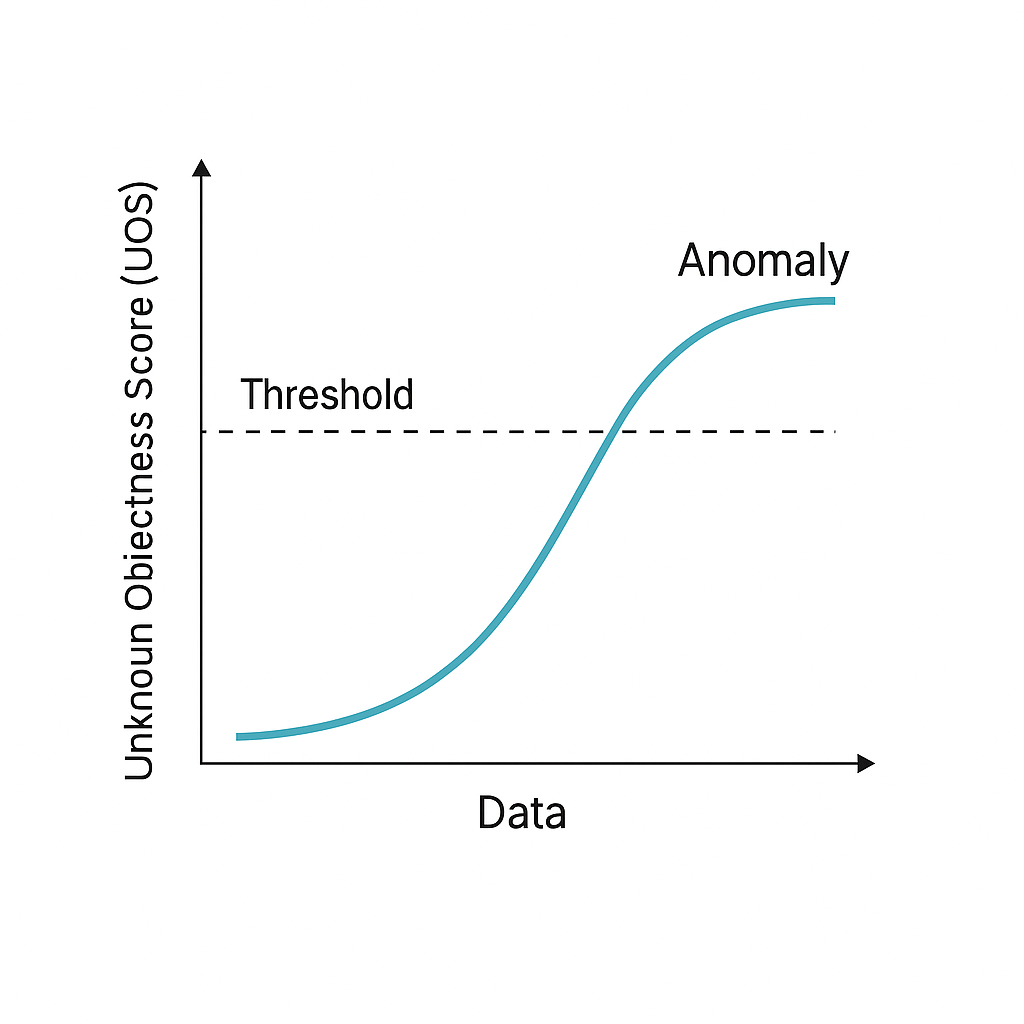 Unknoun Obiectness Score (UOS)
Anomaly
Threshold
Data